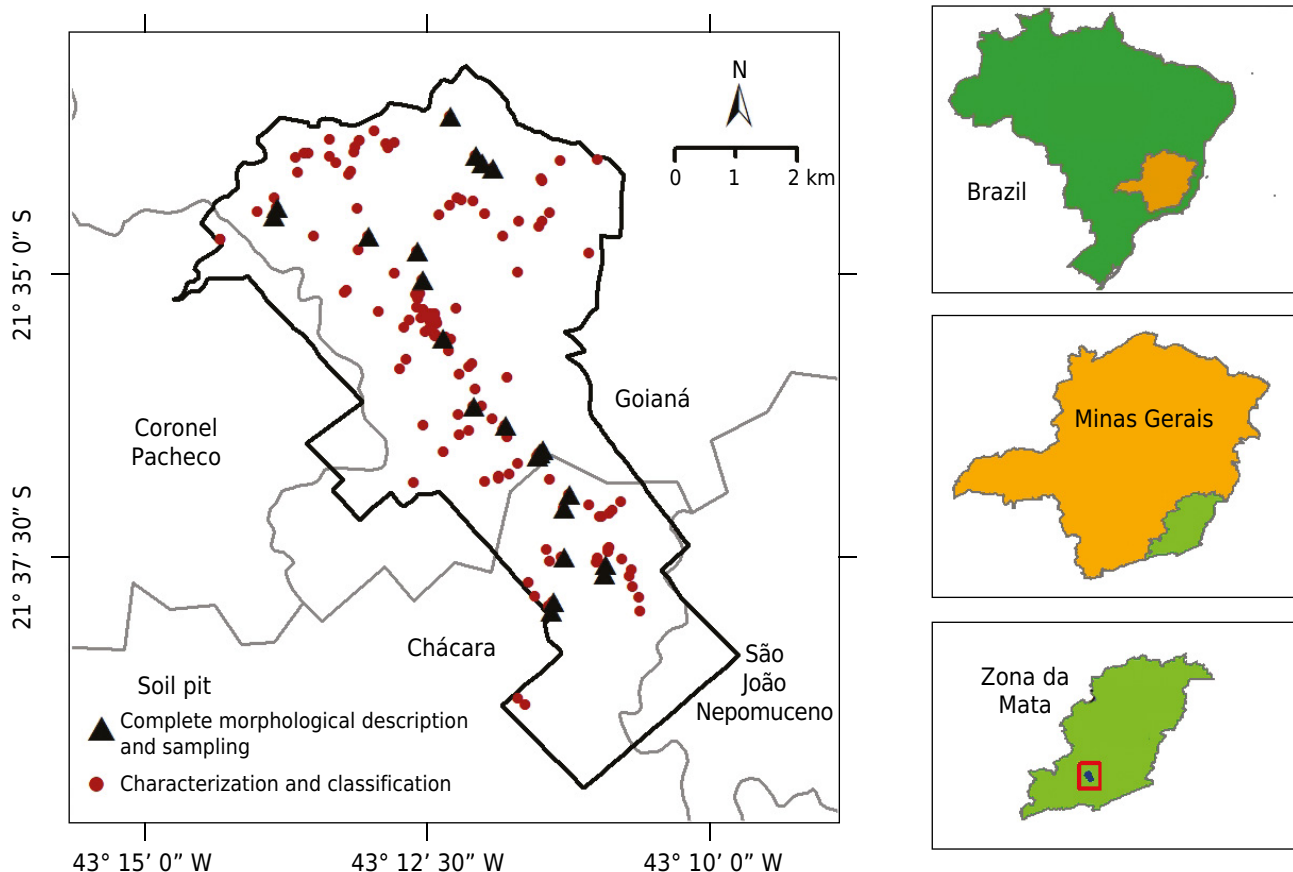 N
0 1 2 km
21° 35' 0” S
21° 37' 30” S
Goianá
Coronel
Pacheco
Chácara
São
João
Nepomuceno
Soil pit
Complete morphological description
and sampling
Characterization and classification
43° 15' 0” W
43° 12' 30” W
43° 10' 0” W
Brazil
Minas Gerais
Zona da
Mata